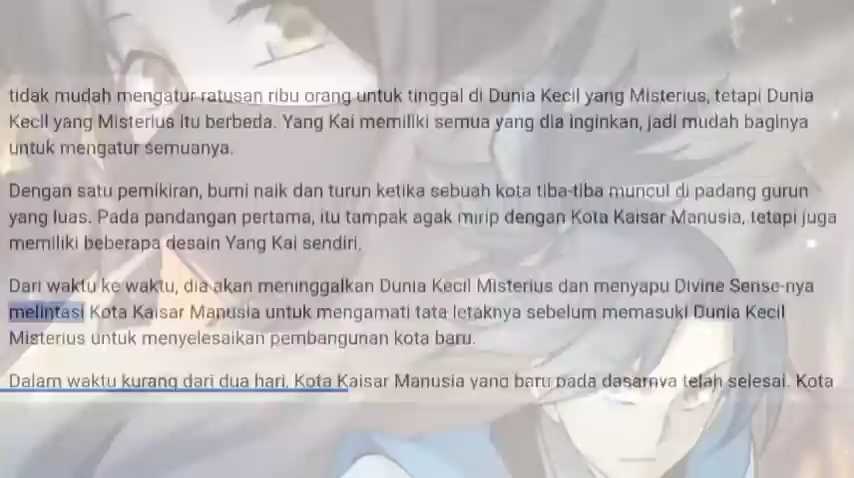 tidak mudah mengatur ratusan ribu orang untuk tinggal di Dunia Kecil yang Misterius, tetapi Dunia
Kecil yang Misterius itu berbeda. Yang Kai memiliki semua yang dia inginkan, jadi mudah baginya
untuk mengatur semuanya.
Dengan satu pemikiran, bumi naik dan turun ketika sebuah kota tiba-tiba muncul di padang gurun
yang luas. Pada pandangan pertama, itu tampak agak mirip dengan Kota Kaisar Manusia, tetapi juga
memiliki beberapa desain Yang Kai sendiri.
Dari waktu ke waktu, dia akan meninggalkan Dunia Kecil Misterius dan menyapu Divine Sense-nya
melintasi Kota Kaisar Manusia untuk mengamati tata letaknya sebelum memasuki Dunia Kecil
Misterius untuk menyelesaikan pembangunan kota baru.
Dalam waktu kurang dari dua hari, Kota Kaisar Manusia yang baru pada dasarnya telah selesai. Kota